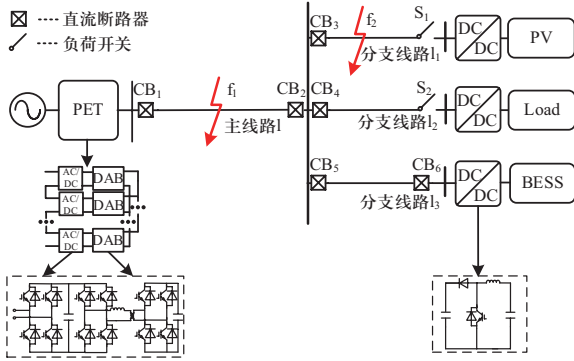 直流断路器
负荷开关
CB3
f2
S1
DC/DC
PV
分支线路l1
PET
CB1
f1
CB2
CB4
S2
DC/DC
Load
主线路l
分支线路l2
CB5
CB6
DC/DC
BESS
分支线路l3
AC/DC
DAB
AC/DC
DAB
AC/DC
DAB